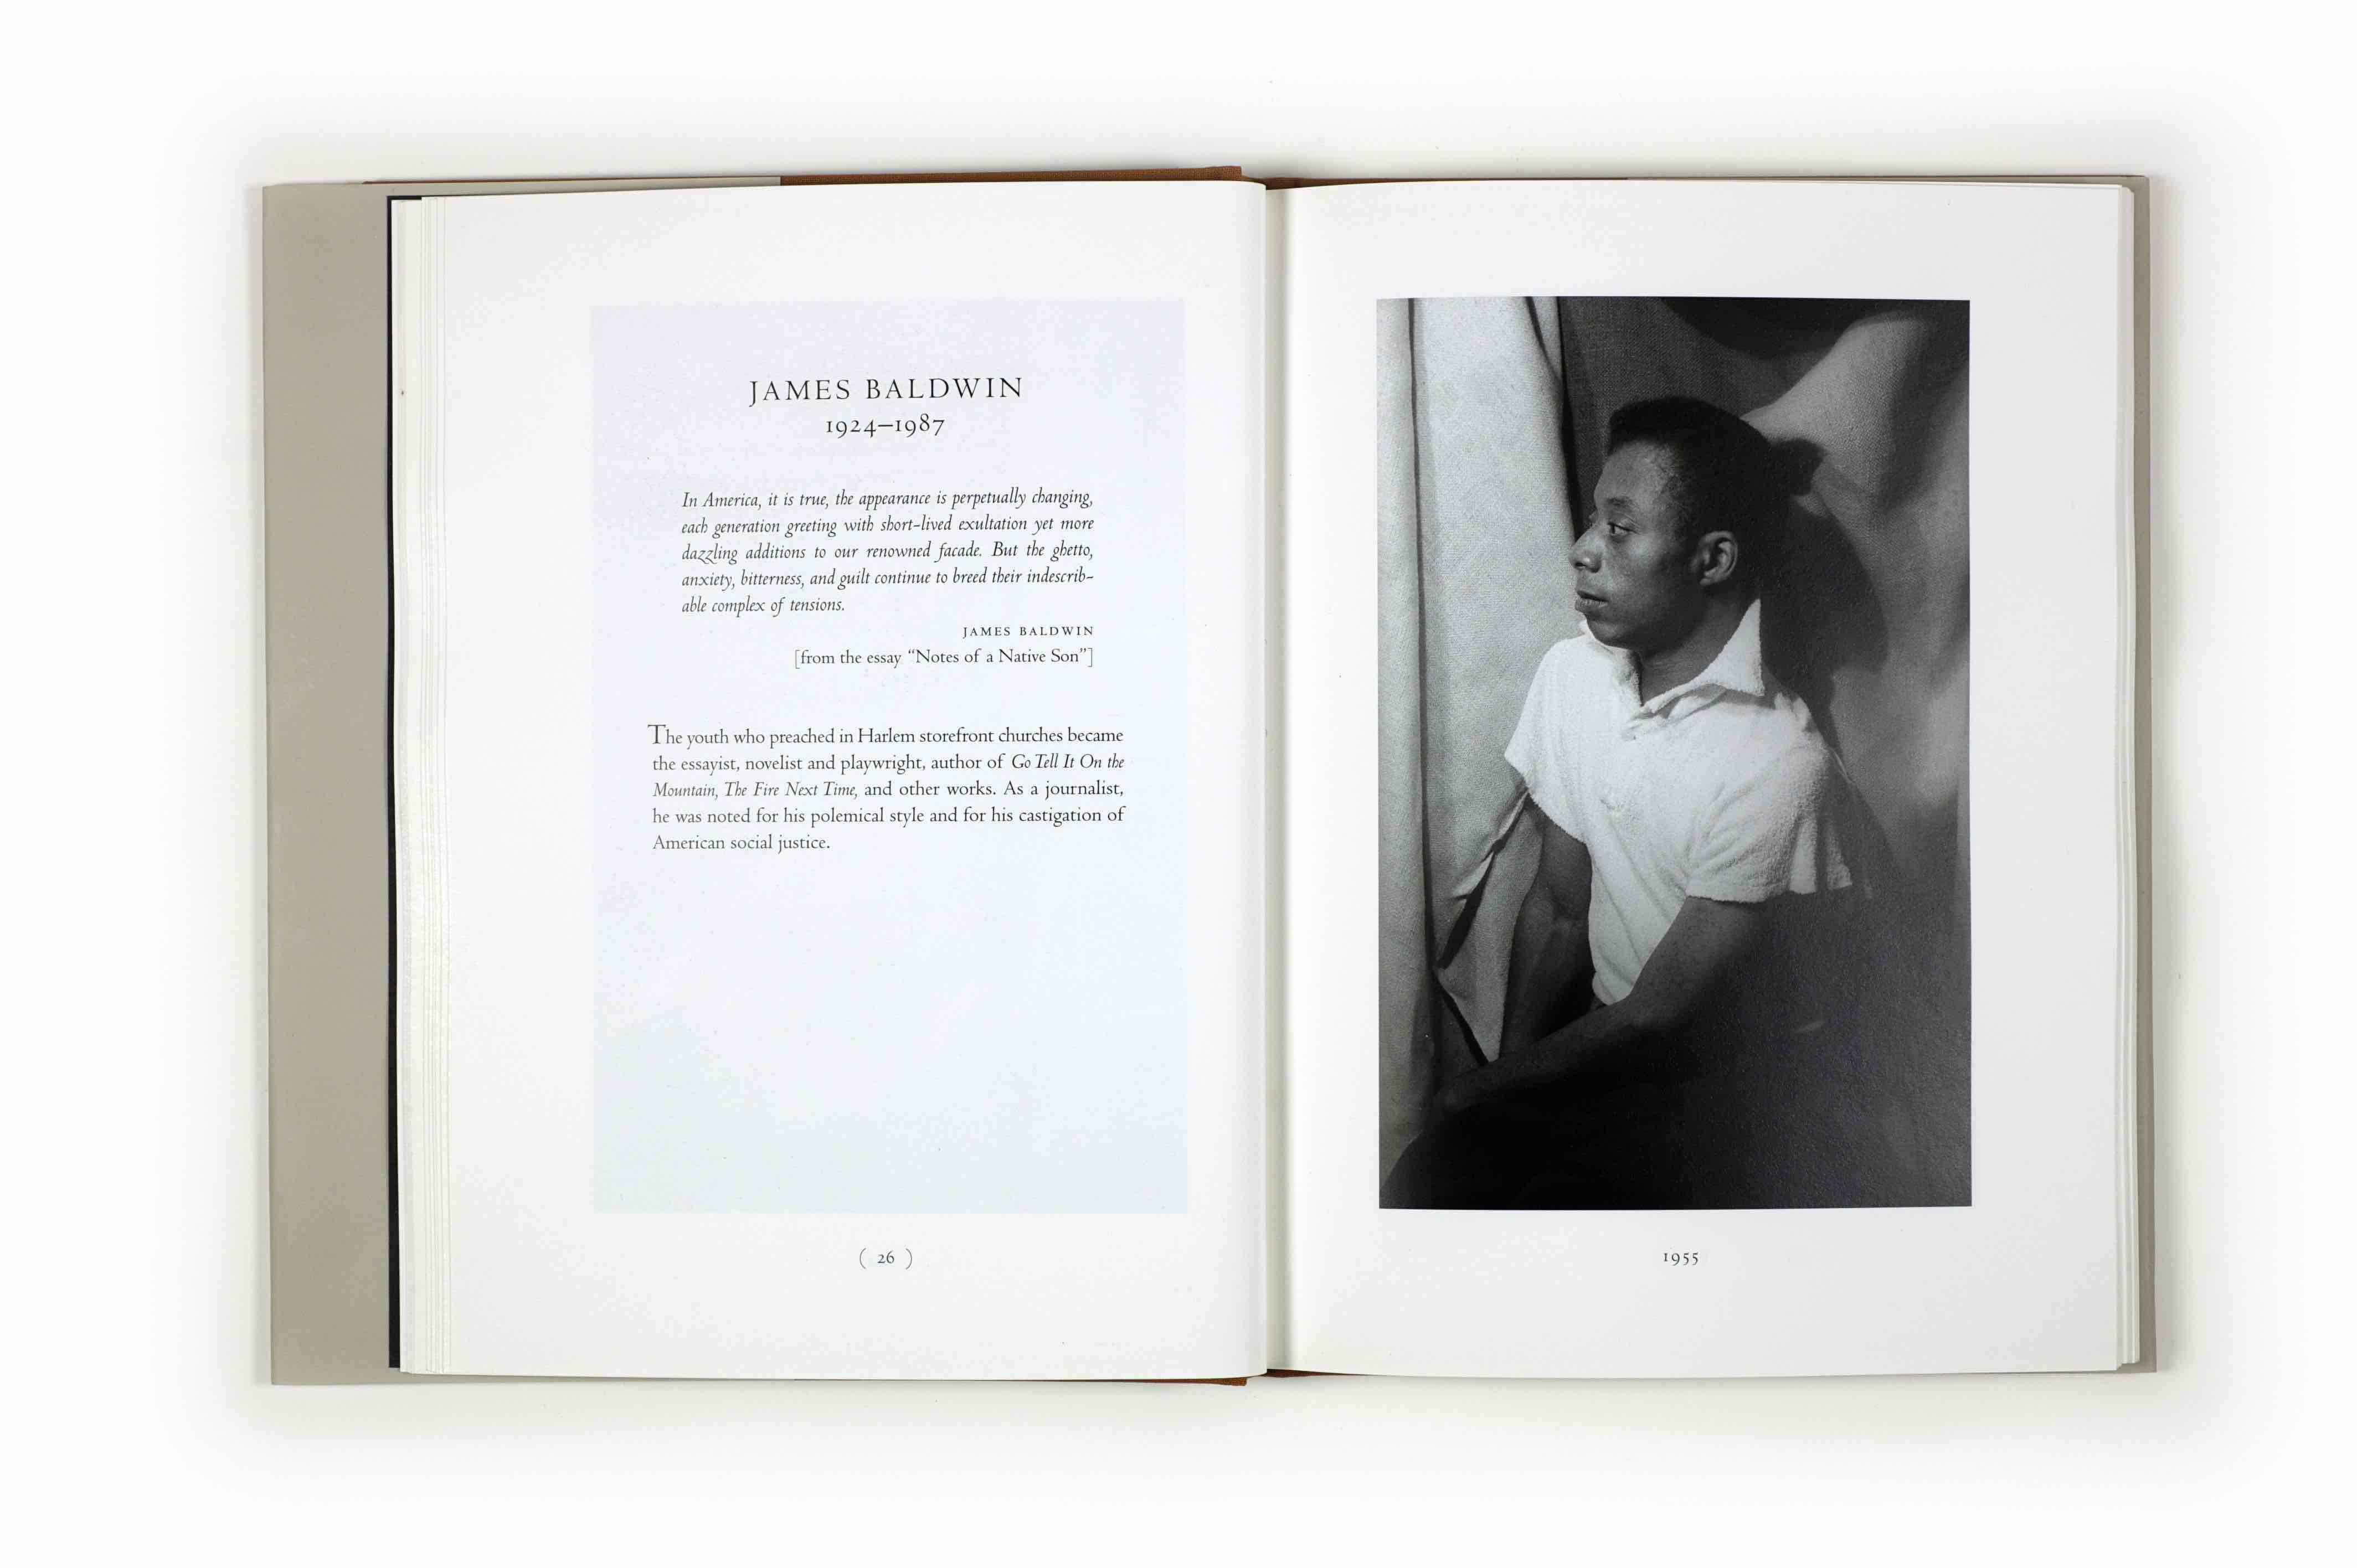 JAMES BALDWIN
1924–1987
In America, it is true, the appearance is perpetually changing,
each generation greeting with short-lived exultation yet more
dazzling additions to our renowned facade. But the ghetto,
anxiety, bitterness, and guilt continue to breed their indescrib-
able complex of tensions.
JAMES BALDWIN
[from the essay “Notes of a Native Son”]
The youth who preached in Harlem storefront churches became
the essayist, novelist and playwright, author of Go Tell It On the
Mountain, The Fire Next Time, and other works. As a journalist,
he was noted for his polemical style and for his castigation of
American social justice.
( 26 )
1955